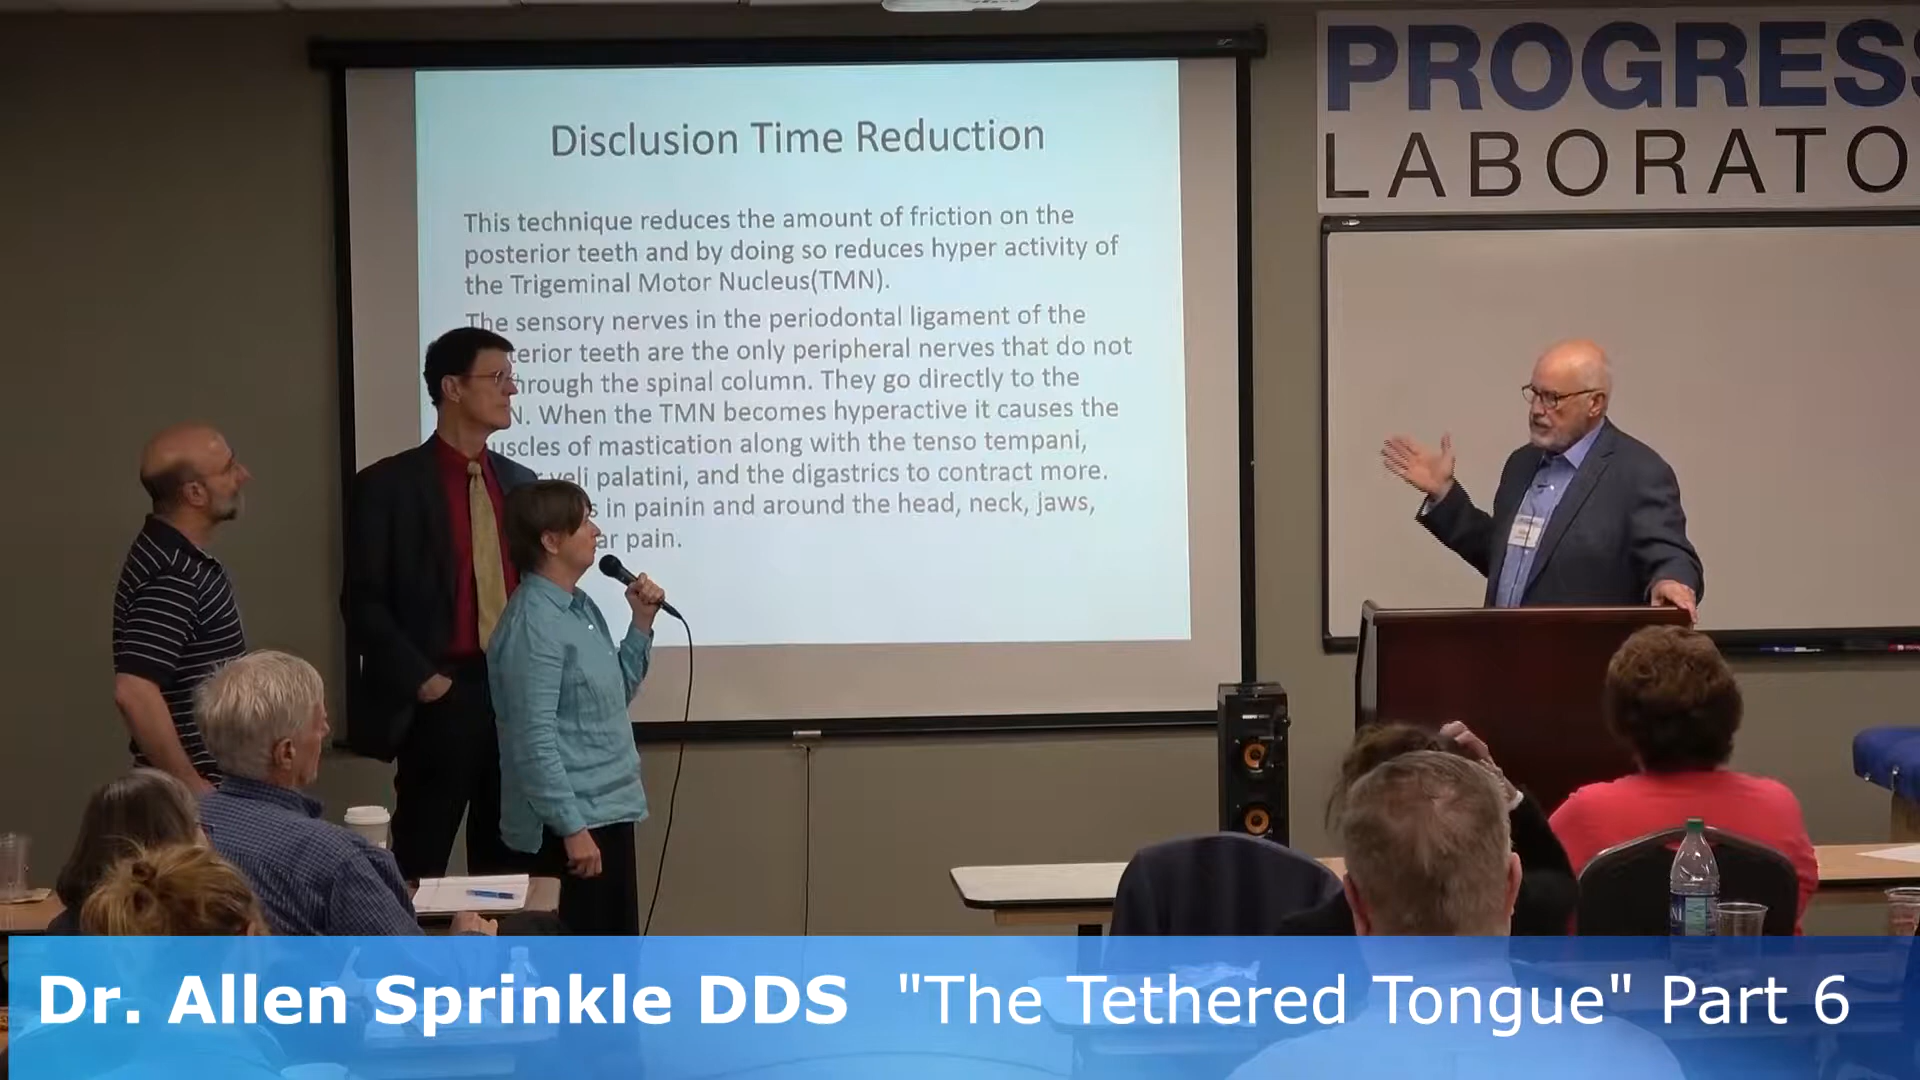 Disclusion Time Reduction
This technique reduces the amount of friction on the
posterior teeth and by doing so reduces hyper activity of
the Trigeminal Motor Nucleus(TMN).
The sensory nerves in the periodontal ligament of the
terior teeth are the only peripheral nerves that do not
hrough the spinal column. They go directly to the
N. When the TMN becomes hyperactive it causes the
uscles of mastication along with the tenso tempani,
veli palatini, and the digastrics to contract more.
s in painin and around the head, neck, jaws,
ar pain.
PROGRESS
LABORATO
Dr. Allen Sprinkle DDS "The Tethered Tongue" Part 6